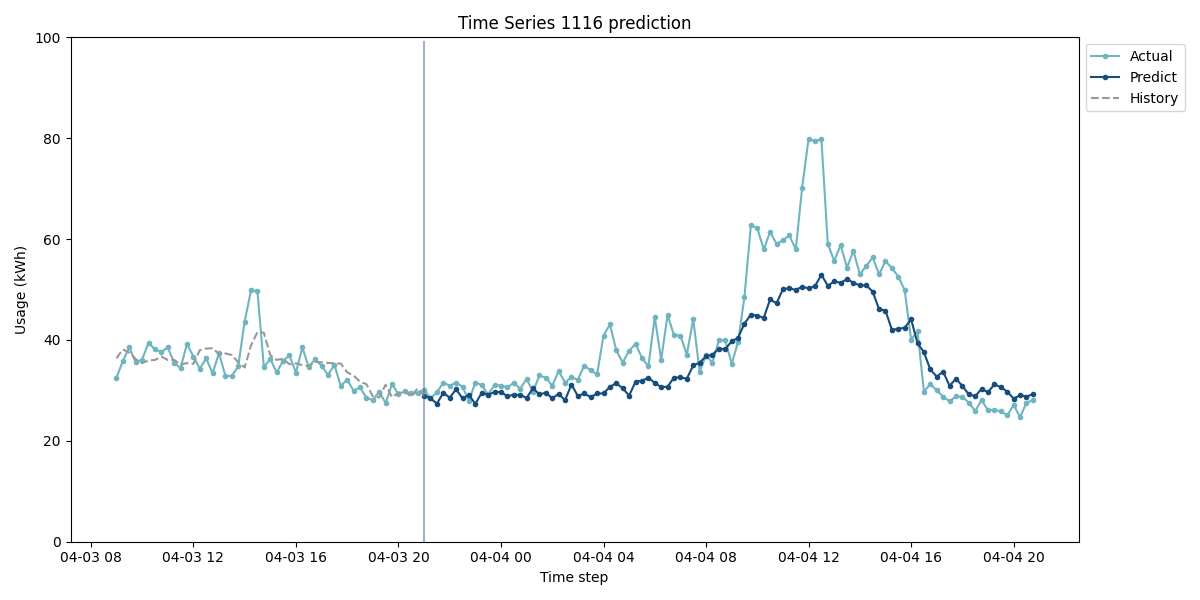 Time Series 1116 prediction
Usage (kWh)
100
80
60
40
20
0
04-03 08 04-03 12 04-03 16 04-03 20 04-04 00 04-04 04 04-04 08 04-04 12 04-04 16 04-04 20
Time step
Actual
Predict
History